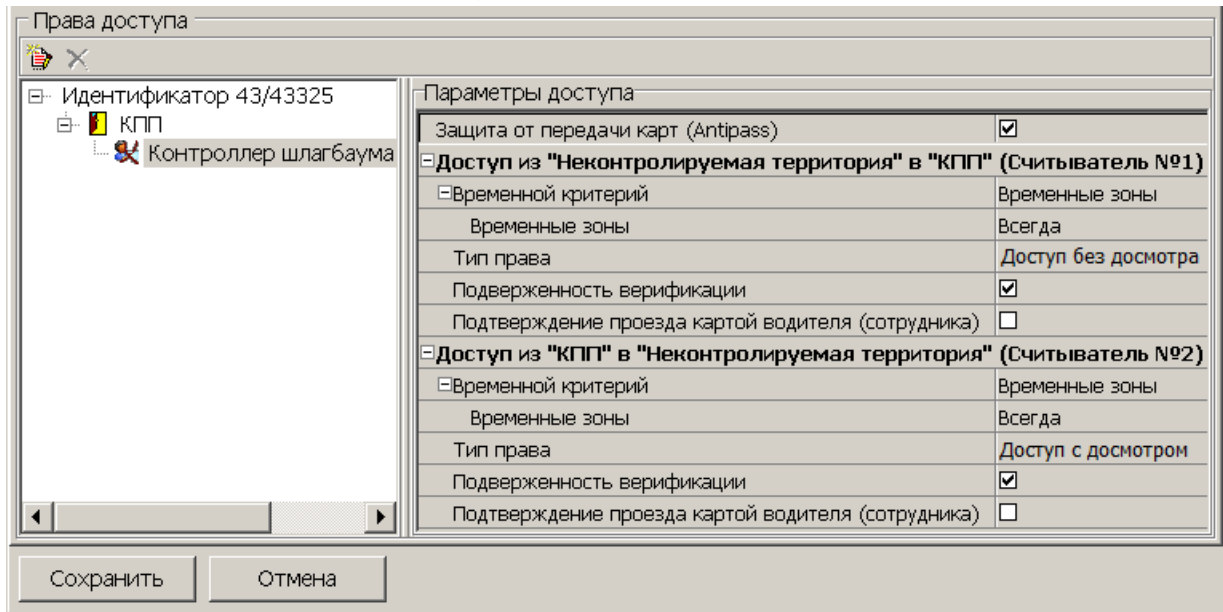 Права доступа
Идентификатор 43/43325
КПП
Контроллер шлагбаума
Параметры доступа
Защита от передачи карт (Antipass)
Доступ из "Неконтролируемая территория" в "КПП" (Считыватель №1)
Временной критерий Временные зоны
Временные зоны Всегда
Тип права Доступ без досмотра
Подверженность верификации
Подтверждение проезда картой водителя (сотрудника)
Доступ из "КПП" в "Неконтролируемая территория" (Считыватель №2)
Временной критерий Временные зоны
Временные зоны Всегда
Тип права Доступ с досмотром
Подверженность верификации
Подтверждение проезда картой водителя (сотрудника)
Сохранить Отмена